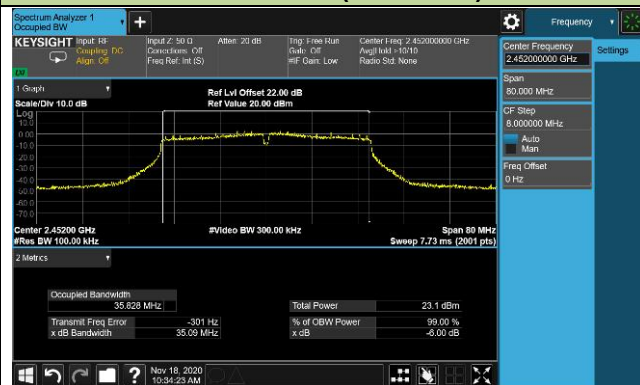 Spectrum Analyzer 1
Occupied BW
+
Frequency
KEYSIGHT
Input: RF
Coupling: DC
Align: Off
Input Z: 50 Ω
Corrections: Off
Freq Ref: Int (S)
Atten: 20 dB
Trig: Free Run
Gate: Off
#IF Gain: Low
Center Freq: 2.452000000 GHz
Avg|Hold:>10/10
Radio Std: None
Center Frequency
2.452000000 GHz
Settings
Span
80.000 MHz
CF Step
8.000000 MHz
Auto
Man
Freq Offset
0 Hz
1 Graph
Scale/Div 10.0 dB
Ref Lvl Offset 22.00 dB
Ref Value 20.00 dBm
Log
10.0
0.00
-10.0
-20.0
-30.0
-40.0
-50.0
-60.0
-70.0
Center 2.45200 GHz
#Res BW 100.00 kHz
#Video BW 300.00 kHz
Span 80 MHz
Sweep 7.73 ms (2001 pts)
2 Metrics
Occupied Bandwidth
35.828 MHz
Total Power 23.1 dBm
Transmit Freq Error -301 Hz
% of OBW Power 99.00 %
x dB Bandwidth 35.09 MHz
x dB -6.00 dB
?
Nov 18, 2020
10:34:23 AM